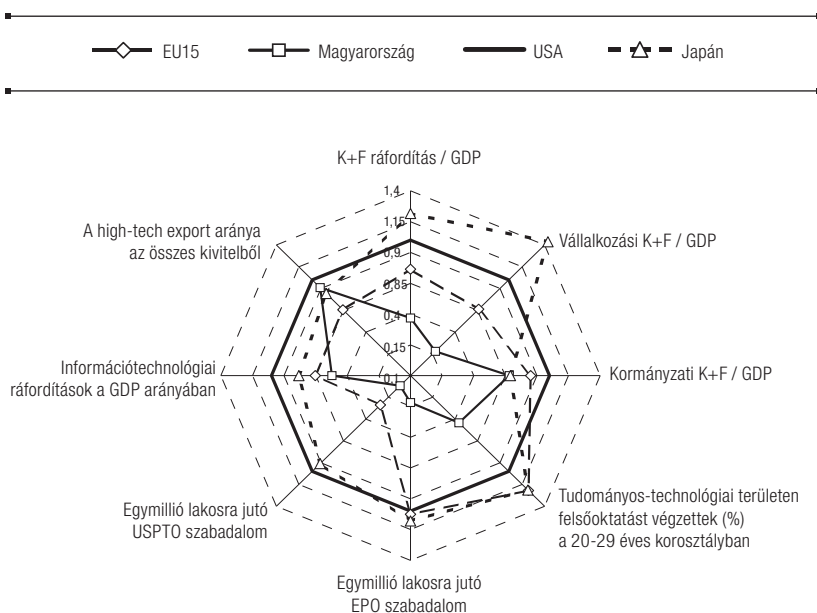 EU15
Magyarország
USA
Japán
K+F ráfordítás / GDP
1,4
1,15
0,9
0,85
0,4
0,15
0,1
A high-tech export aránya
az összes kivitelből
Vállalkozási K+F / GDP
Információtechnológiai
ráfordítások a GDP arányában
Kormányzati K+F / GDP
Egymillió lakosra jutó
USPTO szabadalom
Tudományos-technológiai területen
felsőoktatást végzettek (%)
a 20-29 éves korosztályban
Egymillió lakosra jutó
EPO szabadalom